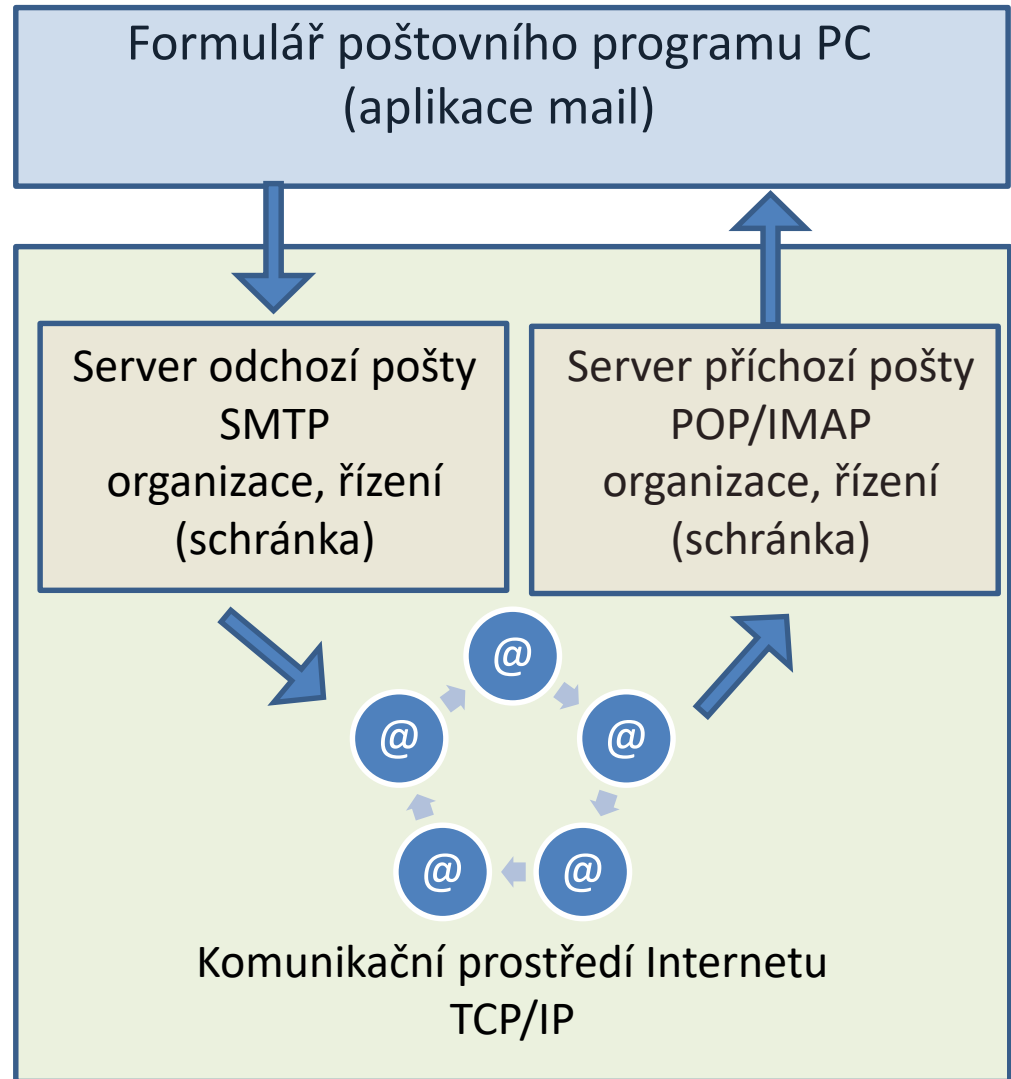 Formulář poštovního programu PC
(aplikace mail)
Server odchozí pošty
SMTP
organizace, řízení
(schránka)
Server příchozí pošty
POP/IMAP
organizace, řízení
(schránka)
@
@
@
@
@
Komunikační prostředí Internetu
TCP/IP